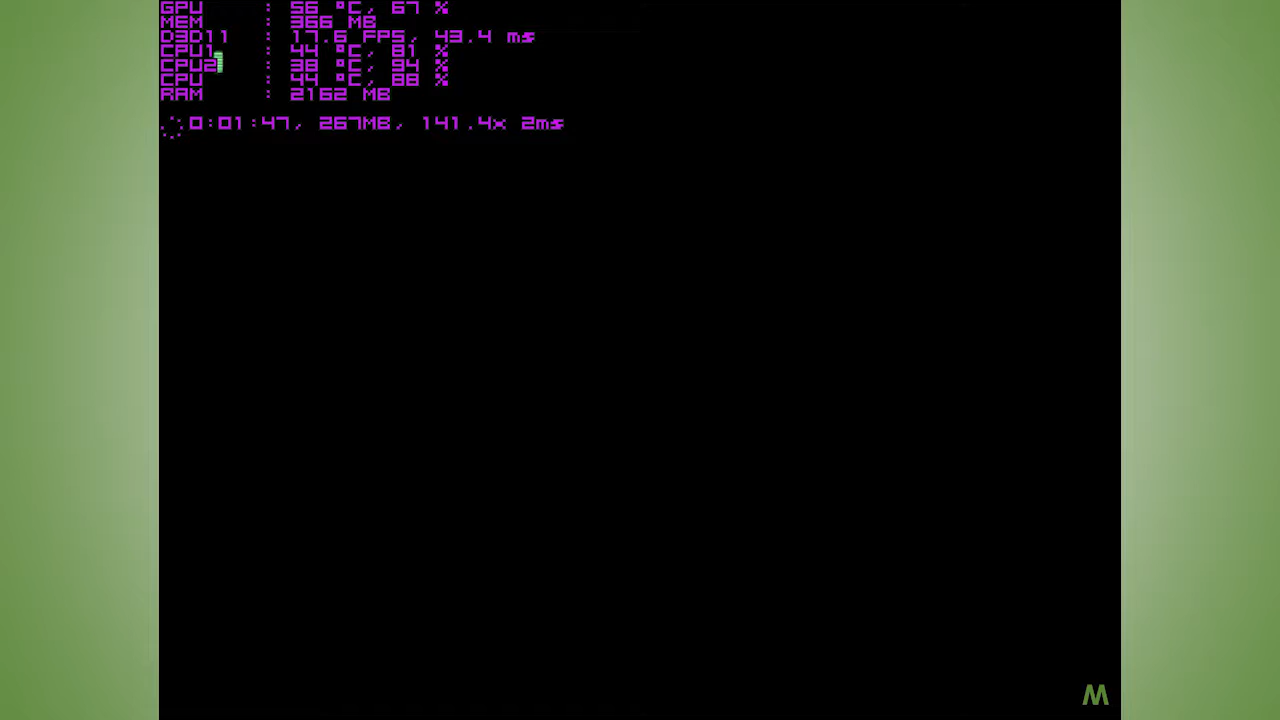 GPU : 56 °C, 67 %
MEM : 366 MB
D3D11 : 17.6 FPS, 43.4 ms
CPU1 : 44 °C, 81 %
CPU2 : 38 °C, 94 %
CPU : 44 °C, 88 %
RAM : 2162 MB
0:01:47, 267MB, 141.4x 2ms
M